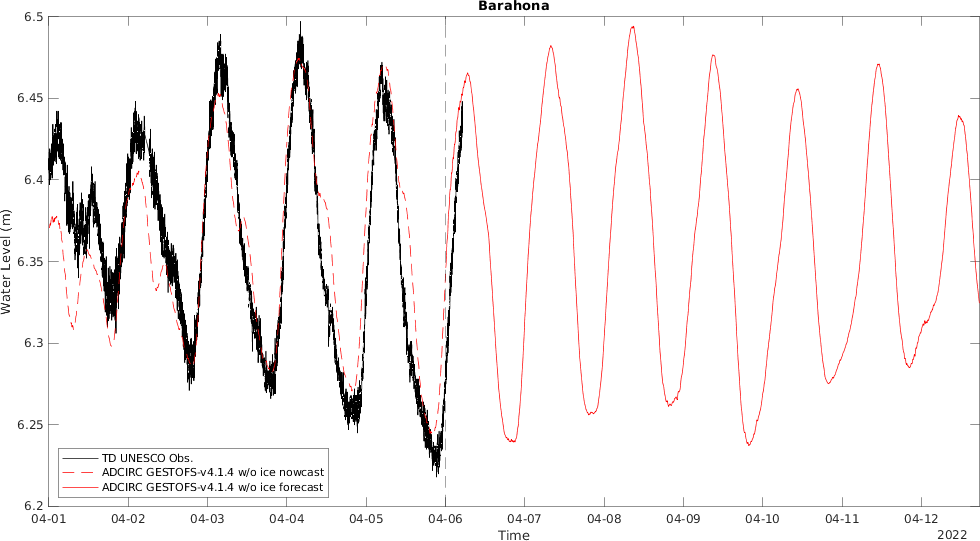 Barahona
6.5
6.45
6.4
6.35
6.3
6.25
6.2
Water Level (m)
TD UNESCO Obs.
ADCIRC GESTOFS-v4.1.4 w/o ice nowcast
ADCIRC GESTOFS-v4.1.4 w/o ice forecast
04-01 04-02 04-03 04-04 04-05 04-06 04-07 04-08 04-09 04-10 04-11 04-12
Time
2022